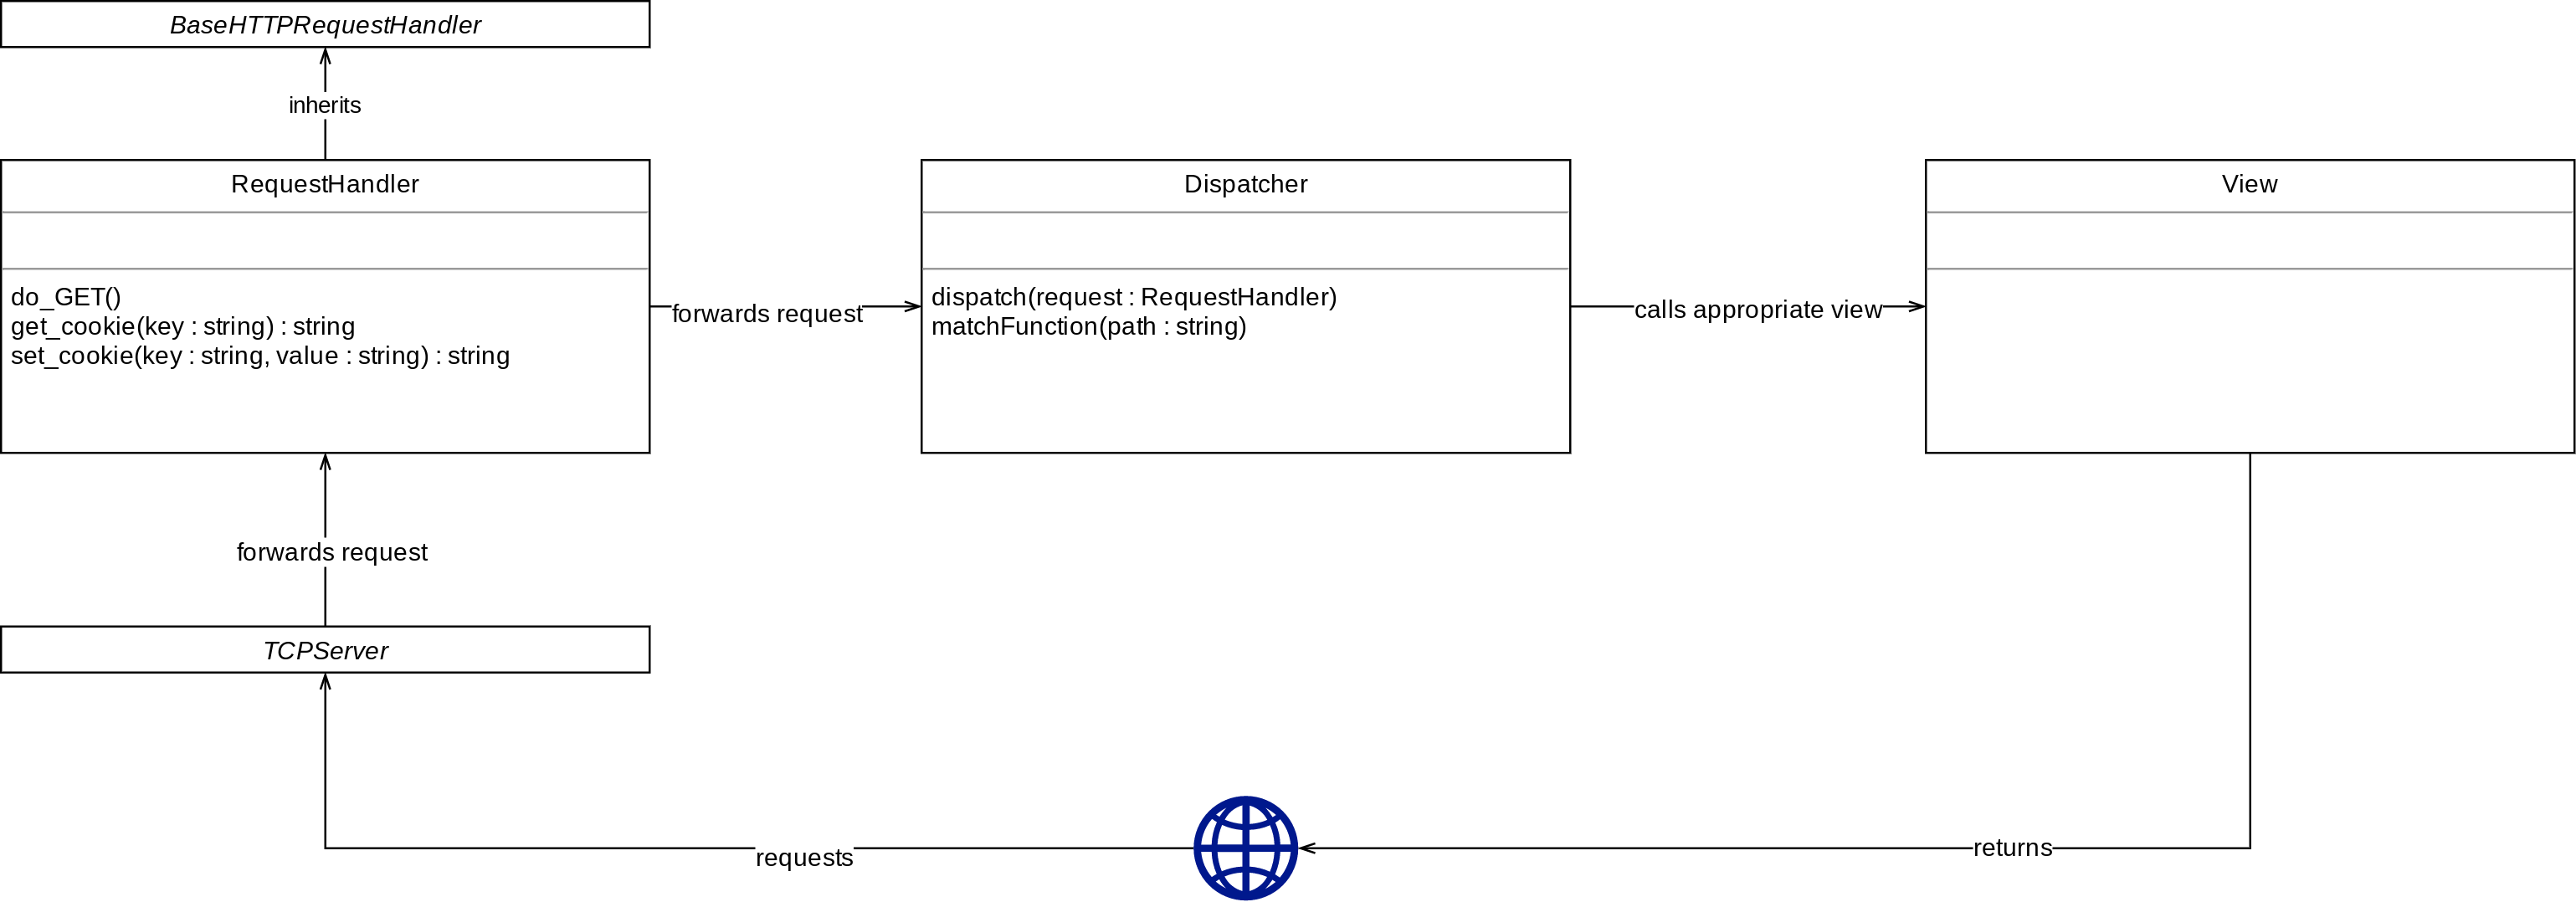 BaseHTTPRequestHandler
inherits
RequestHandler
do_GET()
get_cookie(key : string) : string
set_cookie(key : string, value : string) : string
forwards request
Dispatcher
dispatch(request : RequestHandler)
matchFunction(path : string)
calls appropriate view
View
forwards request
TCPServer
requests
returns